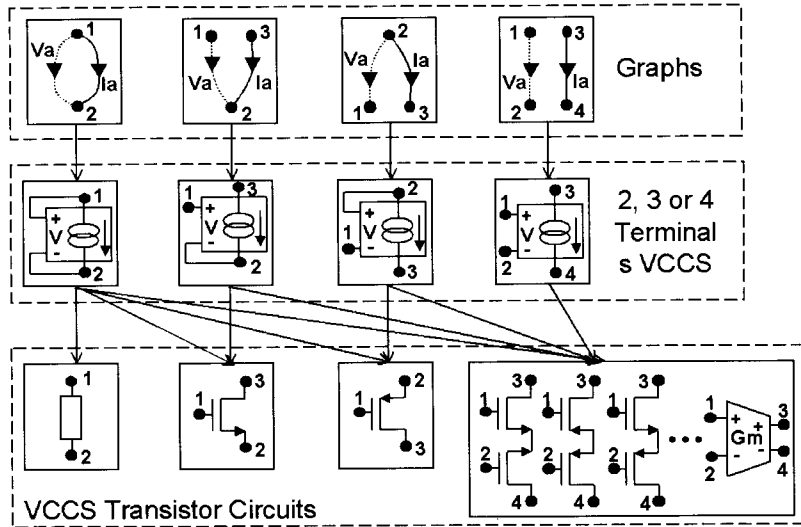 1
Va
Ia
2
1 3
Va
Ia
2
2
Va
Ia
1 3
1 3
Va
Ia
2 4
Graphs
1
+
V
-
2
3
1
+
V
-
2
2
+
V
1
-
3
3
1
+
V
2
-
4
2, 3 or 4
Terminal
s VCCS
1
2
3
1
2
2
1
3
3 3 3
1 1 1
2 2 2
4 4 4
...
1
+
+
3
Gm
-
-
2
4
VCCS Transistor Circuits